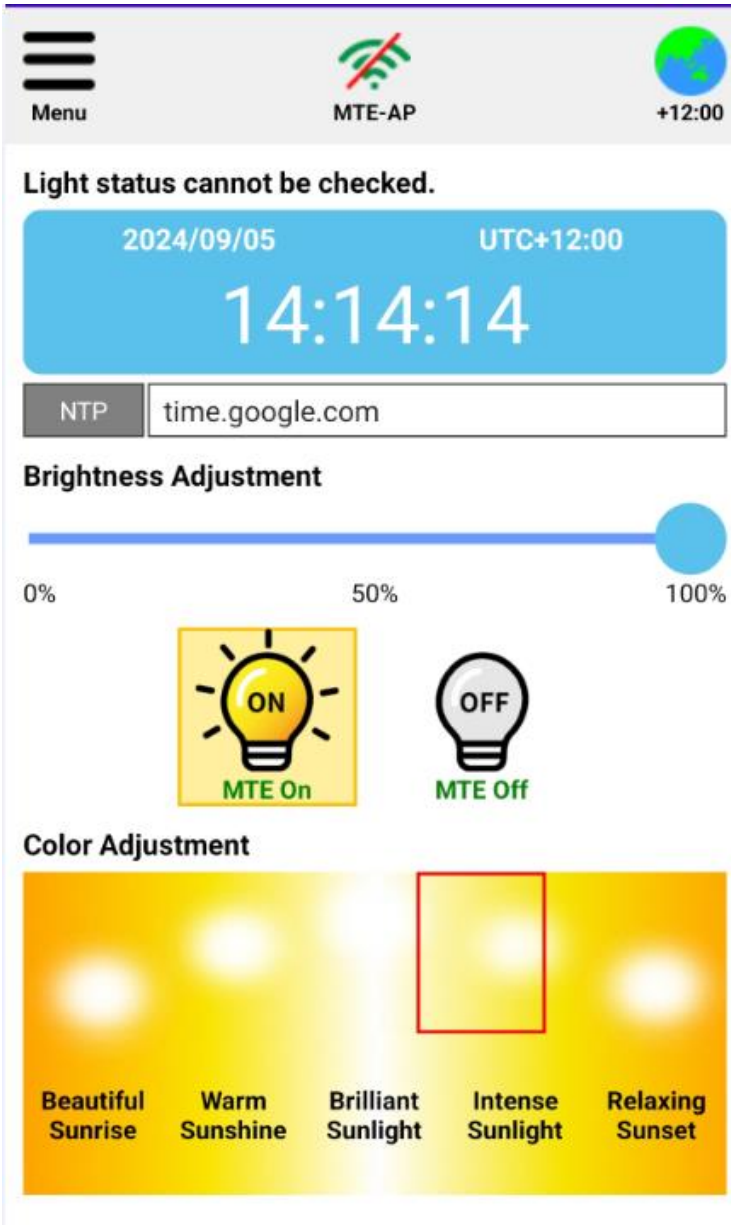 Menu
MTE-AP
+12:00
Light status cannot be checked.
2024/09/05 UTC+12:00
14:14:14
NTP time.google.com
Brightness Adjustment
0% 50% 100%
ON OFF
MTE On MTE Off
Color Adjustment
Beautiful Warm Brilliant Intense Relaxing
Sunrise Sunshine Sunlight Sunlight Sunset